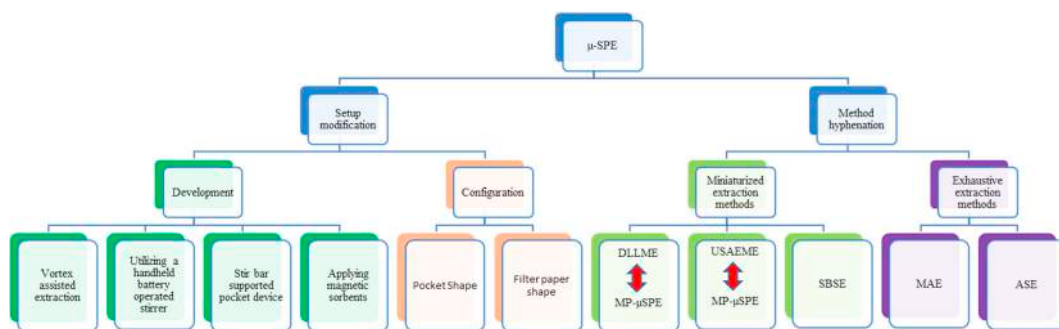 μ-SPE
Setup
modification
Method
hyphenation
Development
Configuration
Miniaturized
extraction
methods
Exhaustive
extraction
methods
Vortex
assisted
extraction
Utilizing a
handheld
battery
operated
stirrer
Stir bar
supported
pocket device
Applying
magnetic
sorbents
Pocket Shape
Filter paper
shape
DLLME
MP-μSPE
USAEME
MP-μSPE
SBSE
MAE
ASE